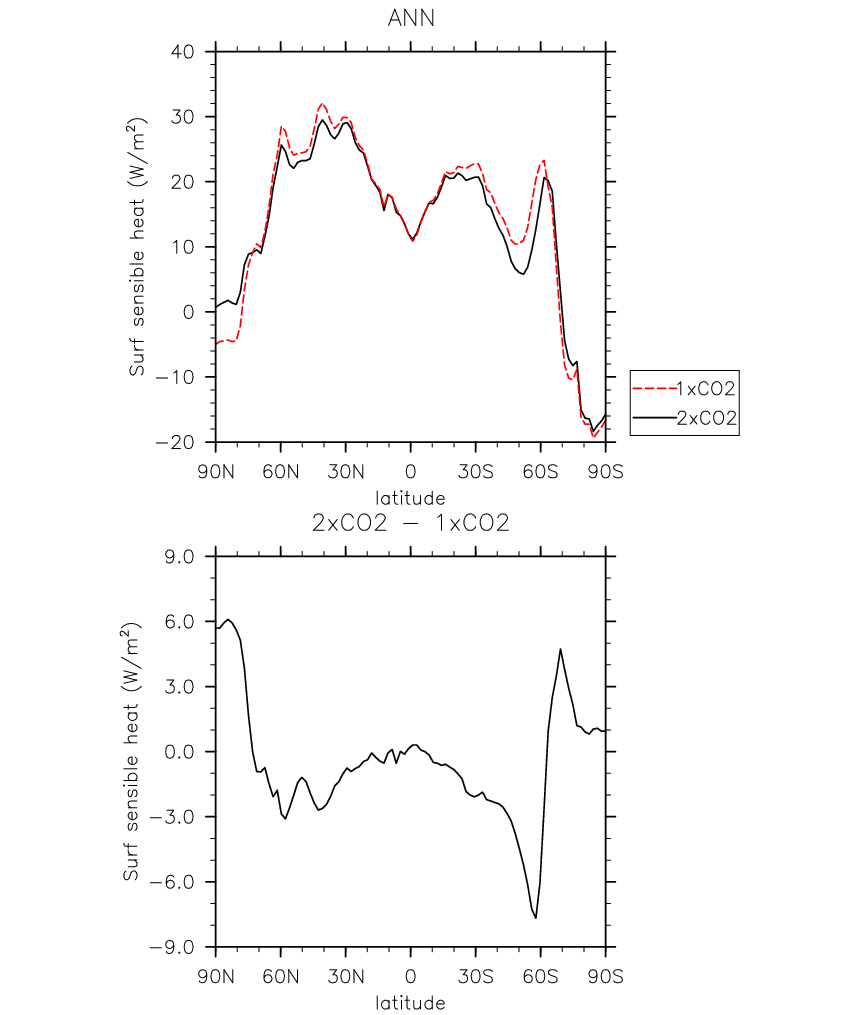 ANN
Surf sensible heat (W/m²)
40
30
20
10
0
−10
−20
90N 60N 30N 0 30S 60S 90S
latitude
1xCO2
2xCO2
2xCO2 − 1xCO2
Surf sensible heat (W/m²)
9.0
6.0
3.0
0.0
−3.0
−6.0
−9.0
90N 60N 30N 0 30S 60S 90S
latitude